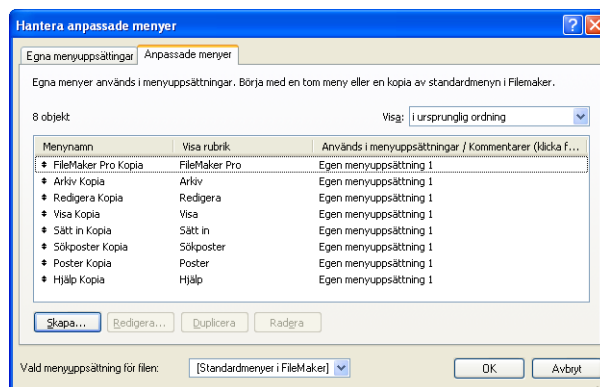 Hantera anpassade menyer
Egna menyuppsättningar Anpassade menyer
Egna menyer används i menyuppsättningar. Börja med en tom meny eller en kopia av standardmenyn i Filemaker.
8 objekt Visa: i ursprunglig ordning
Menynamn Visa rubrik Används i menyuppsättningar / Kommentarer (klicka f...
FileMaker Pro Kopia FileMaker Pro Egen menyuppsättning 1
Arkiv Kopia Arkiv Egen menyuppsättning 1
Redigera Kopia Redigera Egen menyuppsättning 1
Visa Kopia Visa Egen menyuppsättning 1
Sätt in Kopia Sätt in Egen menyuppsättning 1
Sökposter Kopia Sökposter Egen menyuppsättning 1
Poster Kopia Poster Egen menyuppsättning 1
Hjälp Kopia Hjälp Egen menyuppsättning 1
Skapa... Redigera... Duplicera Radera
Vald menyuppsättning för filen: [Standardmenyer i FileMaker] OK Avbryt